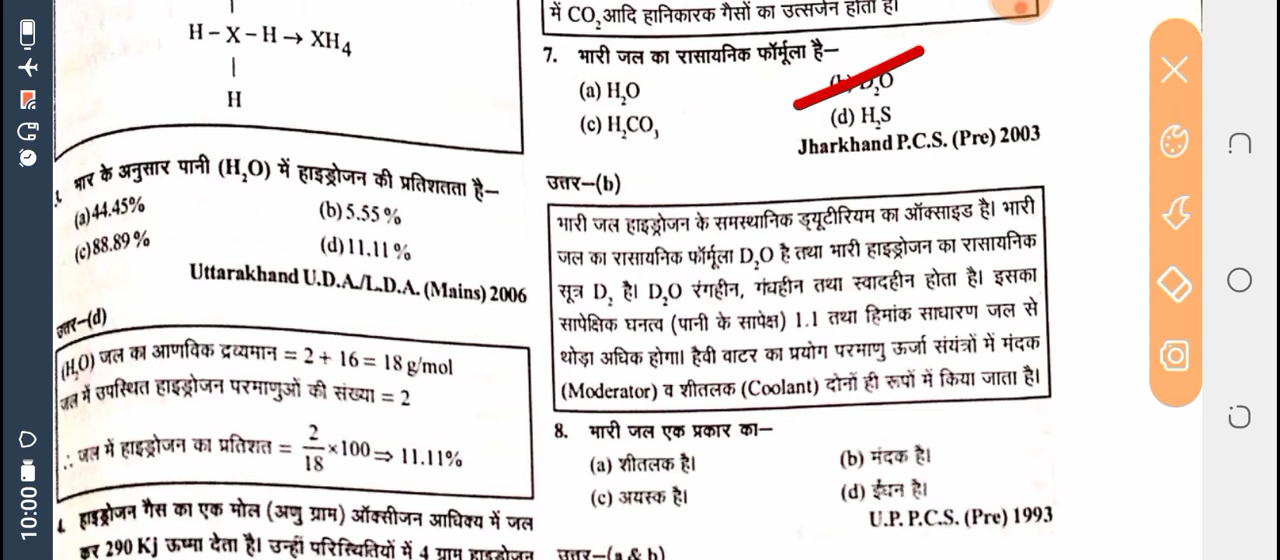 H – X – H → XH4
|
H
भार के अनुसार पानी (H2O) में हाइड्रोजन की प्रतिशतता है–
(a) 44.45%
(b) 5.55%
(c) 88.89%
(d) 11.11%
Uttarakhand U.D.A./L.D.A. (Mains) 2006
उत्तर–(d)
(H2O) जल का आणविक द्रव्यमान = 2 + 16 = 18 g/mol
जल में उपस्थित हाइड्रोजन परमाणुओं की संख्या = 2
∴ जल में हाइड्रोजन का प्रतिशत = 2/18 ×100 ⇒ 11.11%
4. हाइड्रोजन गैस का एक मोल (अणु ग्राम) ऑक्सीजन आधिक्य में जल
कर 290 Kj ऊष्मा देता है। उन्हीं परिस्थितियों में 4 ग्राम हाइड्रोजन
में CO2 आदि हानिकारक गैसों का उत्सर्जन होता है।
7. भारी जल का रासायनिक फॉर्मूला है–
(a) H2O
(b) D2O
(c) H2CO3
(d) H2S
Jharkhand P.C.S. (Pre) 2003
उत्तर–(b)
भारी जल हाइड्रोजन के समस्थानिक ड्यूटीरियम का ऑक्साइड है। भारी
जल का रासायनिक फॉर्मूला D2O है तथा भारी हाइड्रोजन का रासायनिक
सूत्र D2 है। D2O रंगहीन, गंधहीन तथा स्वादहीन होता है। इसका
सापेक्षिक घनत्व (पानी के सापेक्ष) 1.1 तथा हिमांक साधारण जल से
थोड़ा अधिक होगा। हैवी वाटर का प्रयोग परमाणु ऊर्जा संयंत्रों में मंदक
(Moderator) व शीतलक (Coolant) दोनों ही रूपों में किया जाता है।
8. भारी जल एक प्रकार का–
(a) शीतलक है।
(b) मंदक है।
(c) अयस्क है।
(d) ईंधन है।
U.P. P.C.S. (Pre) 1993
उत्तर–(a & b)
10:00